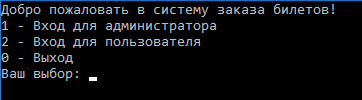 Добро пожаловать в систему заказа билетов!
1 - Вход для администратора
2 - Вход для пользователя
0 - Выход
Ваш выбор: